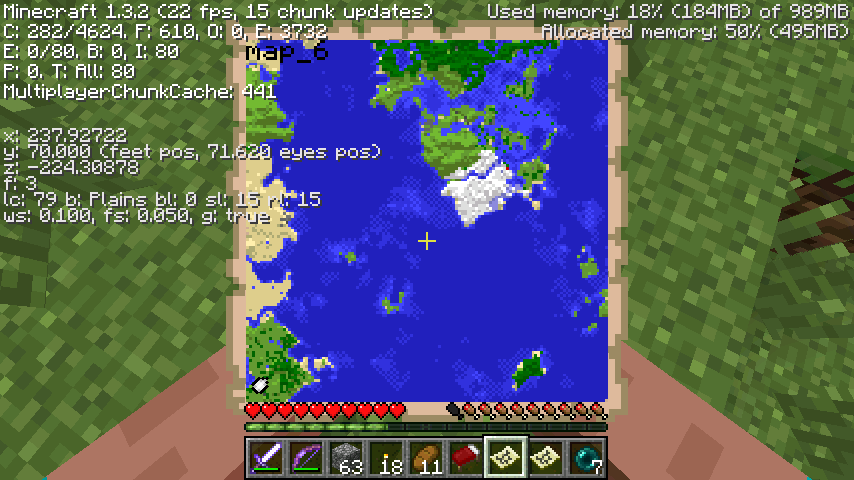 Minecraft 1.3.2 (22 fps, 15 chunk updates)
Used memory: 18% (184MB) of 989MB
C: 282/4624, F: 610, O: 0, E: 3732
Allocated memory: 50% (495MB)
map_6
E: 0/80, B: 0, I: 80
P: 0, T: All: 80
MultiplayerChunkCache: 441
x: 237.92722
y: 70.000 (feet pos, 71.620 eyes pos)
z: -224.30878
f: 3
lc: 79 b: Plains bl: 0 sl: 15 rl: 15
ws: 0.100, fs: 0.050, g: true
63
18
11
7